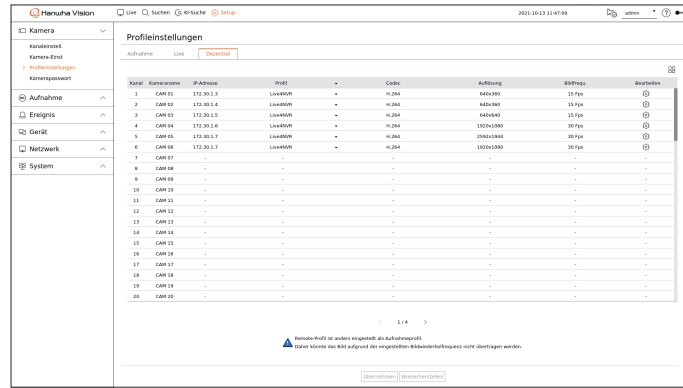 Hanwha Vision Live Suchen KI-Suche Setup 2021-10-13 11:47:09 admin
Kamera
Kanaleinstell.
Kamera-Einst
> Profileinstellungen
Kamerapasswort
Aufnahme
Ereignis
Gerät
Netzwerk
System
Profileinstellungen
Aufnahme Live Dezentral
Kanal Kameraname IP-Adresse Profil Codec Auflösung Bildfrequ. Bearbeiten
1 CAM 01 172.30.1.3 Live4NVR H.264 640x360 15 Fps
2 CAM 02 172.30.1.4 Live4NVR H.264 640x360 15 Fps
3 CAM 03 172.30.1.5 Live4NVR H.264 640x640 15 Fps
4 CAM 04 172.30.1.6 Live4NVR H.264 1920x1080 30 Fps
5 CAM 05 172.30.1.7 Live4NVR H.264 2592x1944 30 Fps
6 CAM 06 172.30.1.7 Live4NVR H.264 1920x1080 30 Fps
7 CAM 07 - - - - - -
8 CAM 08 - - - - - -
9 CAM 09 - - - - - -
10 CAM 10 - - - - - -
11 CAM 11 - - - - - -
12 CAM 12 - - - - - -
13 CAM 13 - - - - - -
14 CAM 14 - - - - - -
15 CAM 15 - - - - - -
16 CAM 16 - - - - - -
17 CAM 17 - - - - - -
18 CAM 18 - - - - - -
19 CAM 19 - - - - - -
20 CAM 20 - - - - - -
< 1 / 4 >
Remote-Profil ist anders eingestellt als Aufnahmeprofil.
Daher könnte das Bild aufgrund der eingestellten Bildwiederholfrequenz nicht übertragen werden.
Übernehmen Wiederherstellen